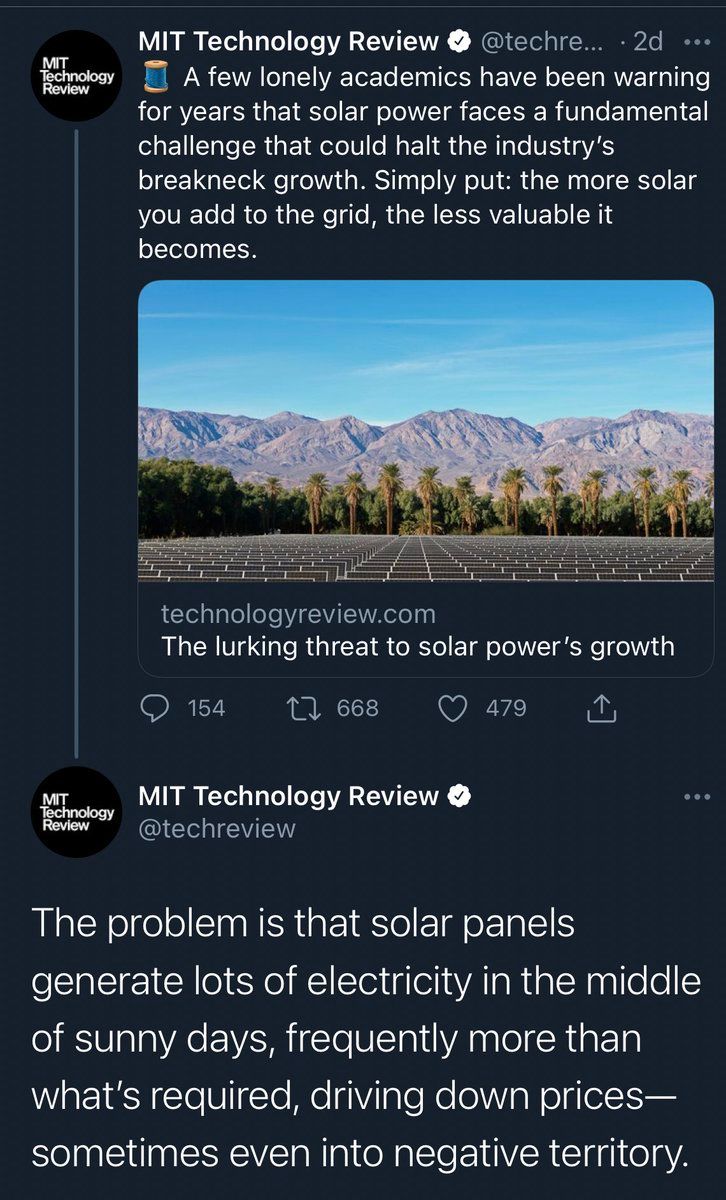 MIT Technology Review @techre... · 2d
MIT
Technology
Review
🧵 A few lonely academics have been warning
for years that solar power faces a fundamental
challenge that could halt the industry’s
breakneck growth. Simply put: the more solar
you add to the grid, the less valuable it
becomes.
technologyreview.com
The lurking threat to solar power’s growth
154 668 479
MIT
Technology
Review
MIT Technology Review
@techreview
The problem is that solar panels
generate lots of electricity in the middle
of sunny days, frequently more than
what’s required, driving down prices—
sometimes even into negative territory.